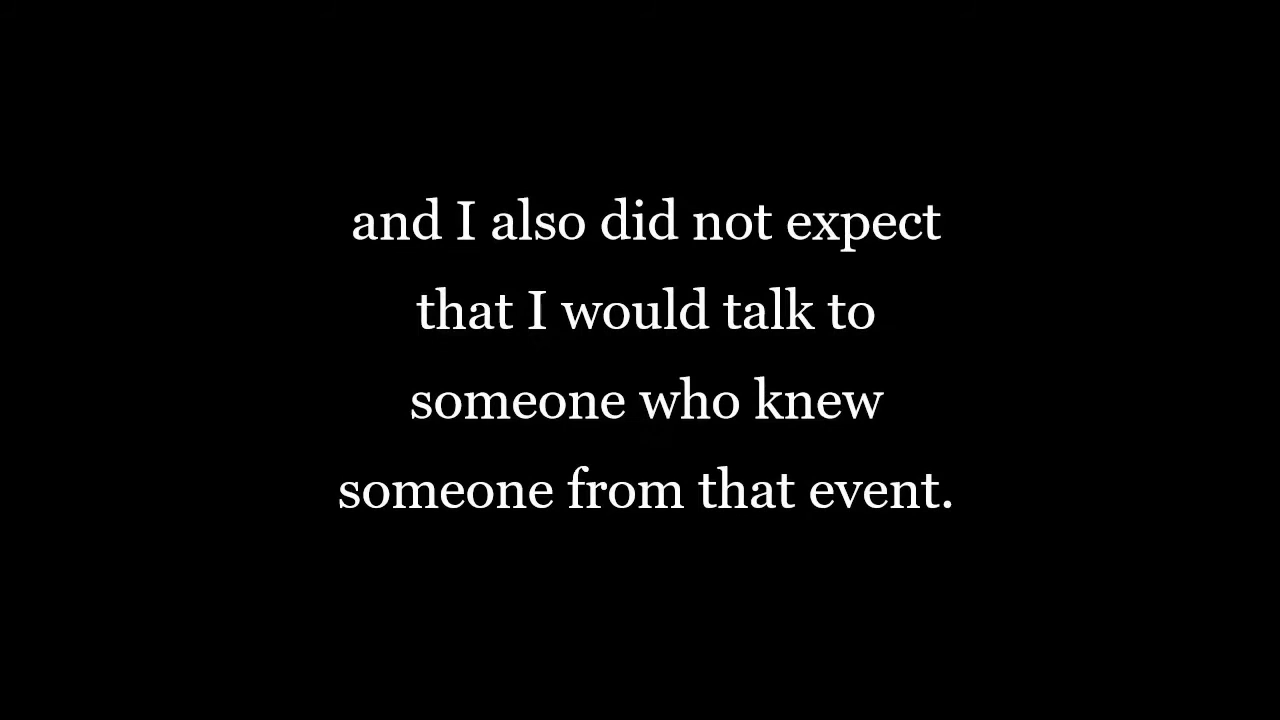 and I also did not expect
that I would talk to
someone who knew
someone from that event.